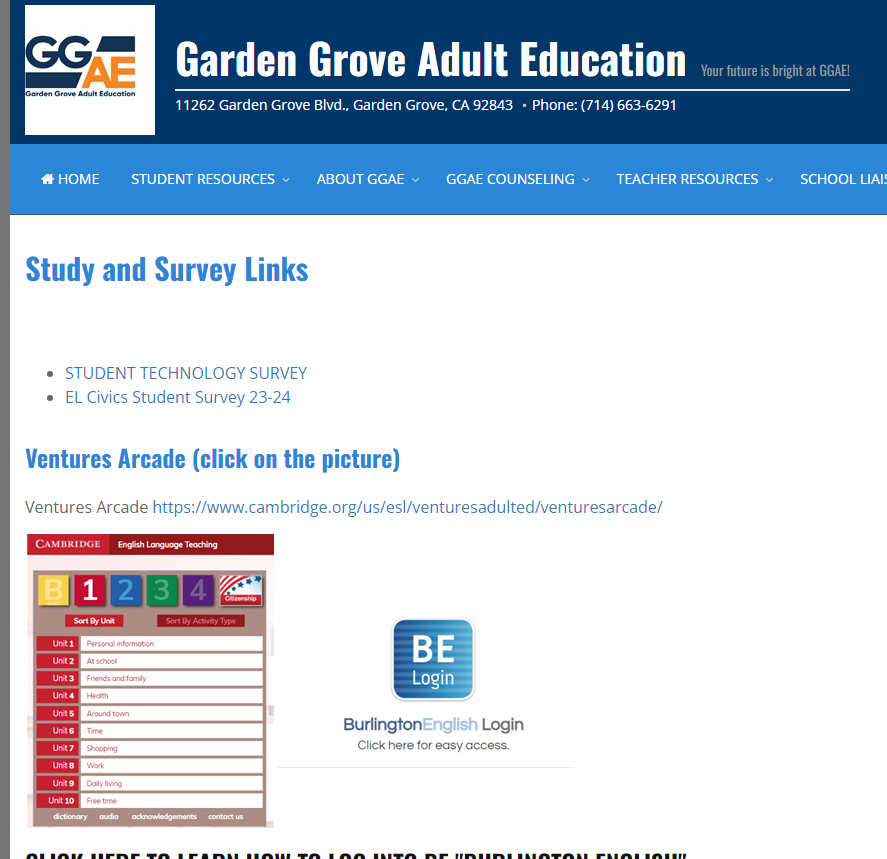 GG
AE
Garden Grove Adult Education
Garden Grove Adult Education Your future is bright at GGAE!
11262 Garden Grove Blvd., Garden Grove, CA 92843 • Phone: (714) 663-6291
HOME STUDENT RESOURCES ABOUT GGAE GGAE COUNSELING TEACHER RESOURCES SCHOOL
Study and Survey Links
• STUDENT TECHNOLOGY SURVEY
• EL Civics Student Survey 23-24
Ventures Arcade (click on the picture)
Ventures Arcade https://www.cambridge.org/us/esl/venturesadulted/venturesarcade/
CAMBRIDGE English Language Teaching
B 1 2 3 4 Citizenship
Sort By Unit Sort By Activity Type
Unit 1 Personal information
Unit 2 At school
Unit 3 Friends and family
Unit 4 Health
Unit 5 Around town
Unit 6 Time
Unit 7 Shopping
Unit 8 Work
Unit 9 Daily living
Unit 10 Free time
dictionary audio acknowledgements contact us
BE
Login
BurlingtonEnglish Login
Click here for easy access.
CLICK HERE TO LEARN HOW TO LOG INTO BE "BURLINGTON ENGLISH"